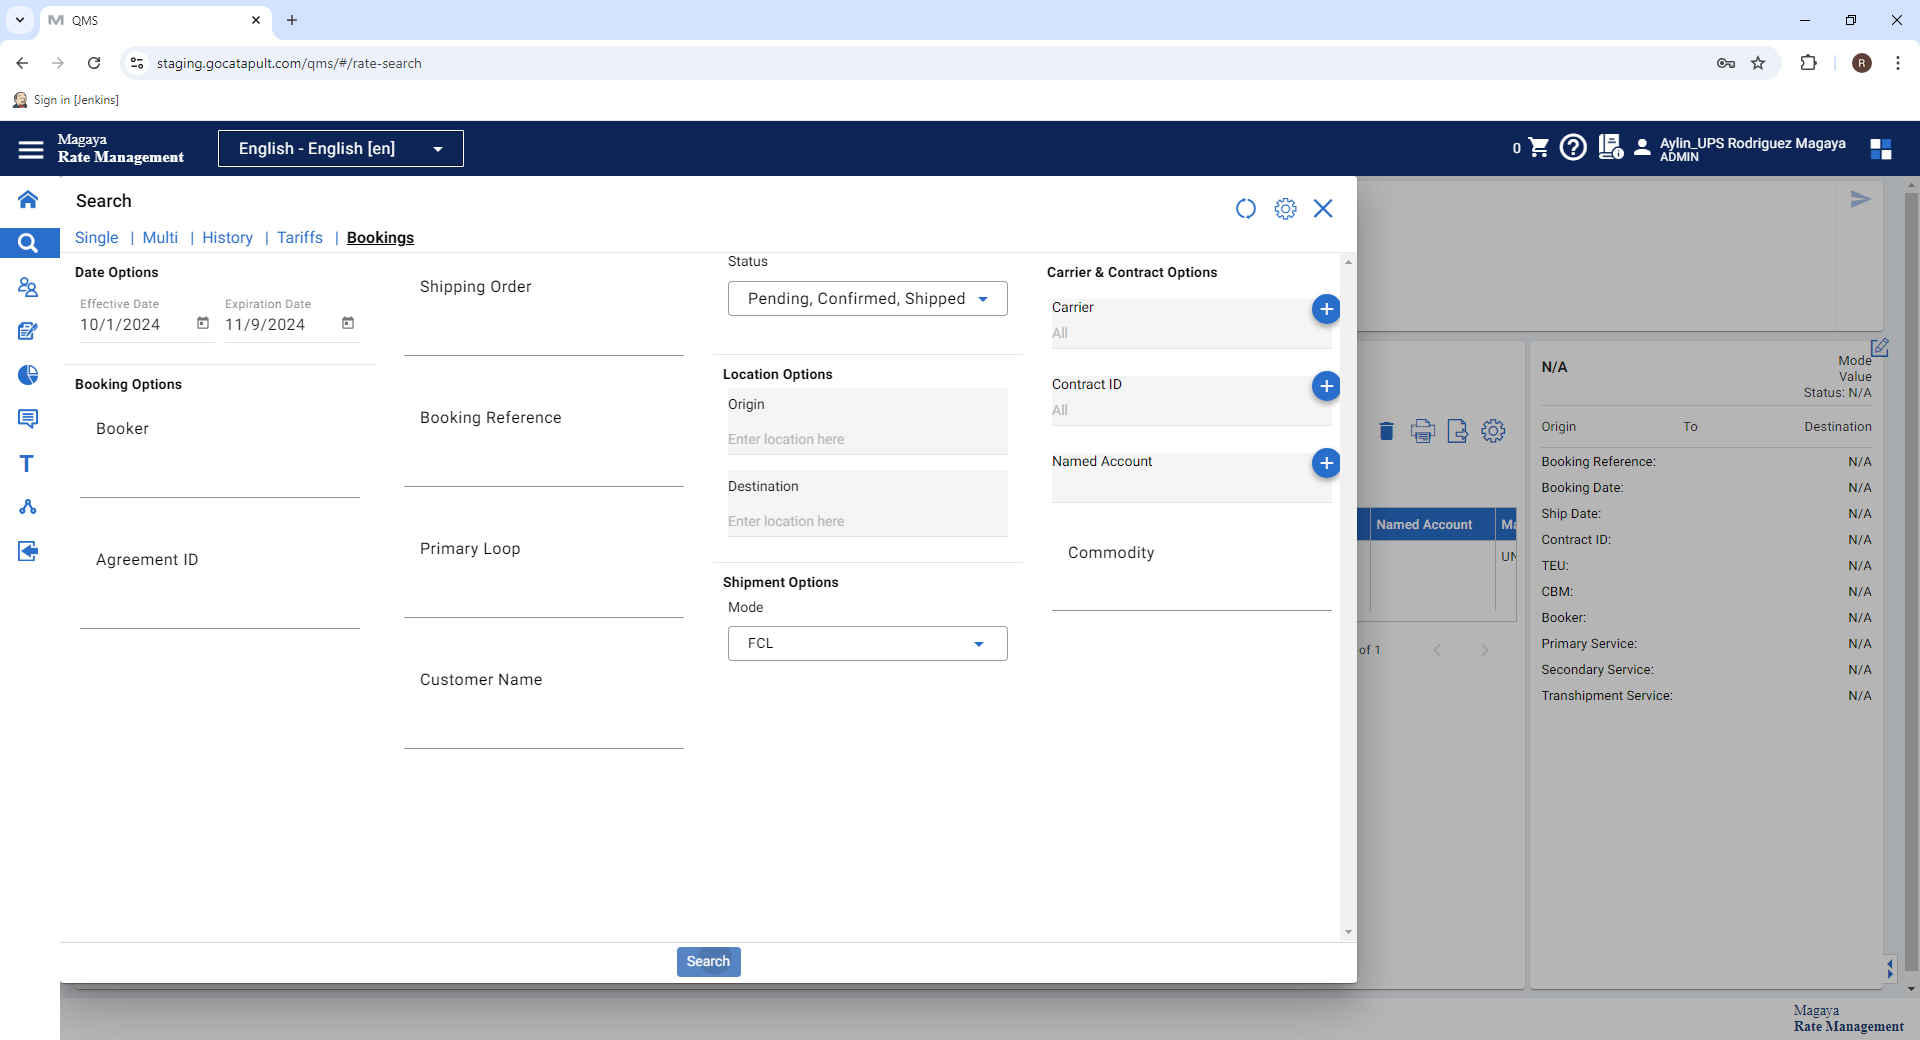 QMS
staging.gocatapult.com/qms/#/rate-search
R
Sign in [Jenkins]
Magaya
Rate Management
English - English [en]
0
Aylin_UPS Rodriguez Magaya
ADMIN
Search
Single | Multi | History | Tariffs | Bookings
Date Options
Effective Date
10/1/2024
Expiration Date
11/9/2024
Booking Options
Booker
Agreement ID
Shipping Order
Booking Reference
Primary Loop
Customer Name
Status
Pending, Confirmed, Shipped
Location Options
Origin
Enter location here
Destination
Enter location here
Shipment Options
Mode
FCL
Carrier & Contract Options
Carrier
All
Contract ID
All
Named Account
Commodity
Search
Named Account
Ma
UN
of 1
N/A
Mode
Value
Status: N/A
Origin To Destination
Booking Reference: N/A
Booking Date: N/A
Ship Date: N/A
Contract ID: N/A
TEU: N/A
CBM: N/A
Booker: N/A
Primary Service: N/A
Secondary Service: N/A
Transhipment Service: N/A
Magaya
Rate Management